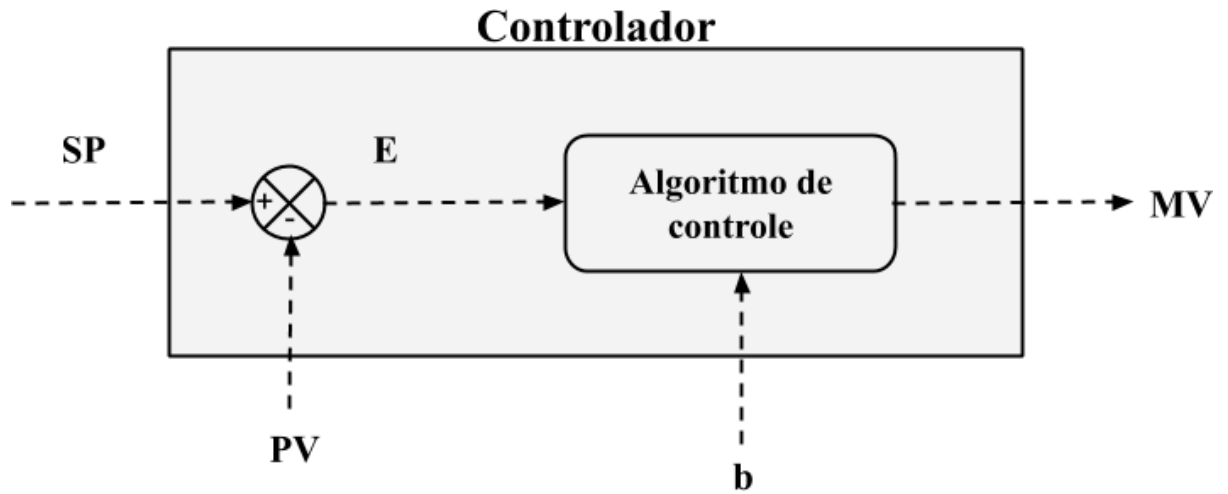 Controlador
SP
E
+
-
Algoritmo de
controle
MV
PV
b